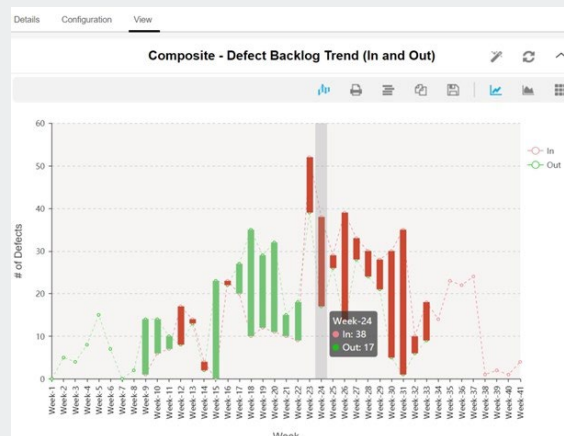 Details Configuration View
Composite - Defect Backlog Trend (In and Out)
In
Out
# of Defects
60
50
40
30
20
10
0
Week-24
In: 38
Out: 17
Week-1
Week-2
Week-3
Week-4
Week-5
Week-6
Week-7
Week-8
Week-9
Week-10
Week-11
Week-12
Week-13
Week-14
Week-15
Week-16
Week-17
Week-18
Week-19
Week-20
Week-21
Week-22
Week-23
Week-24
Week-25
Week-26
Week-27
Week-28
Week-29
Week-30
Week-31
Week-32
Week-33
Week-34
Week-35
Week-36
Week-37
Week-38
Week-39
Week-40
Week-41
Week